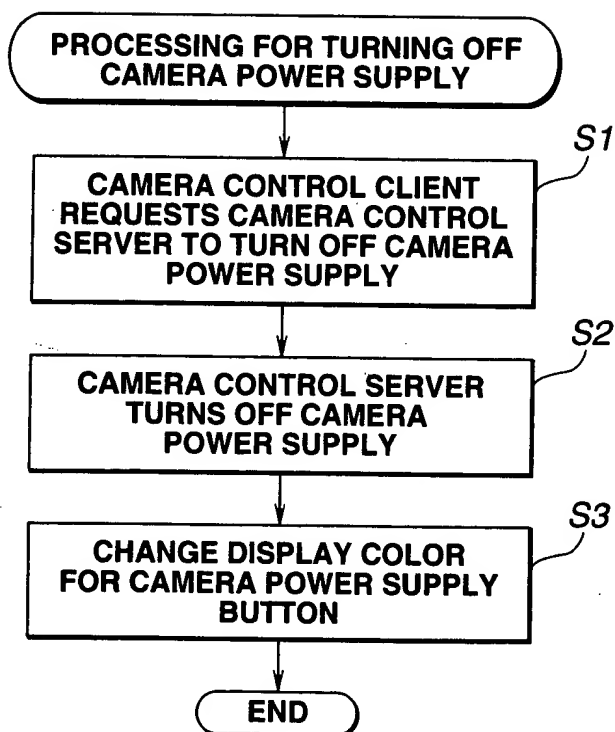 PROCESSING FOR TURNING OFF
CAMERA POWER SUPPLY
S1
CAMERA CONTROL CLIENT
REQUESTS CAMERA CONTROL
SERVER TO TURN OFF CAMERA
POWER SUPPLY
S2
CAMERA CONTROL SERVER
TURNS OFF CAMERA
POWER SUPPLY
S3
CHANGE DISPLAY COLOR
FOR CAMERA POWER SUPPLY
BUTTON
END